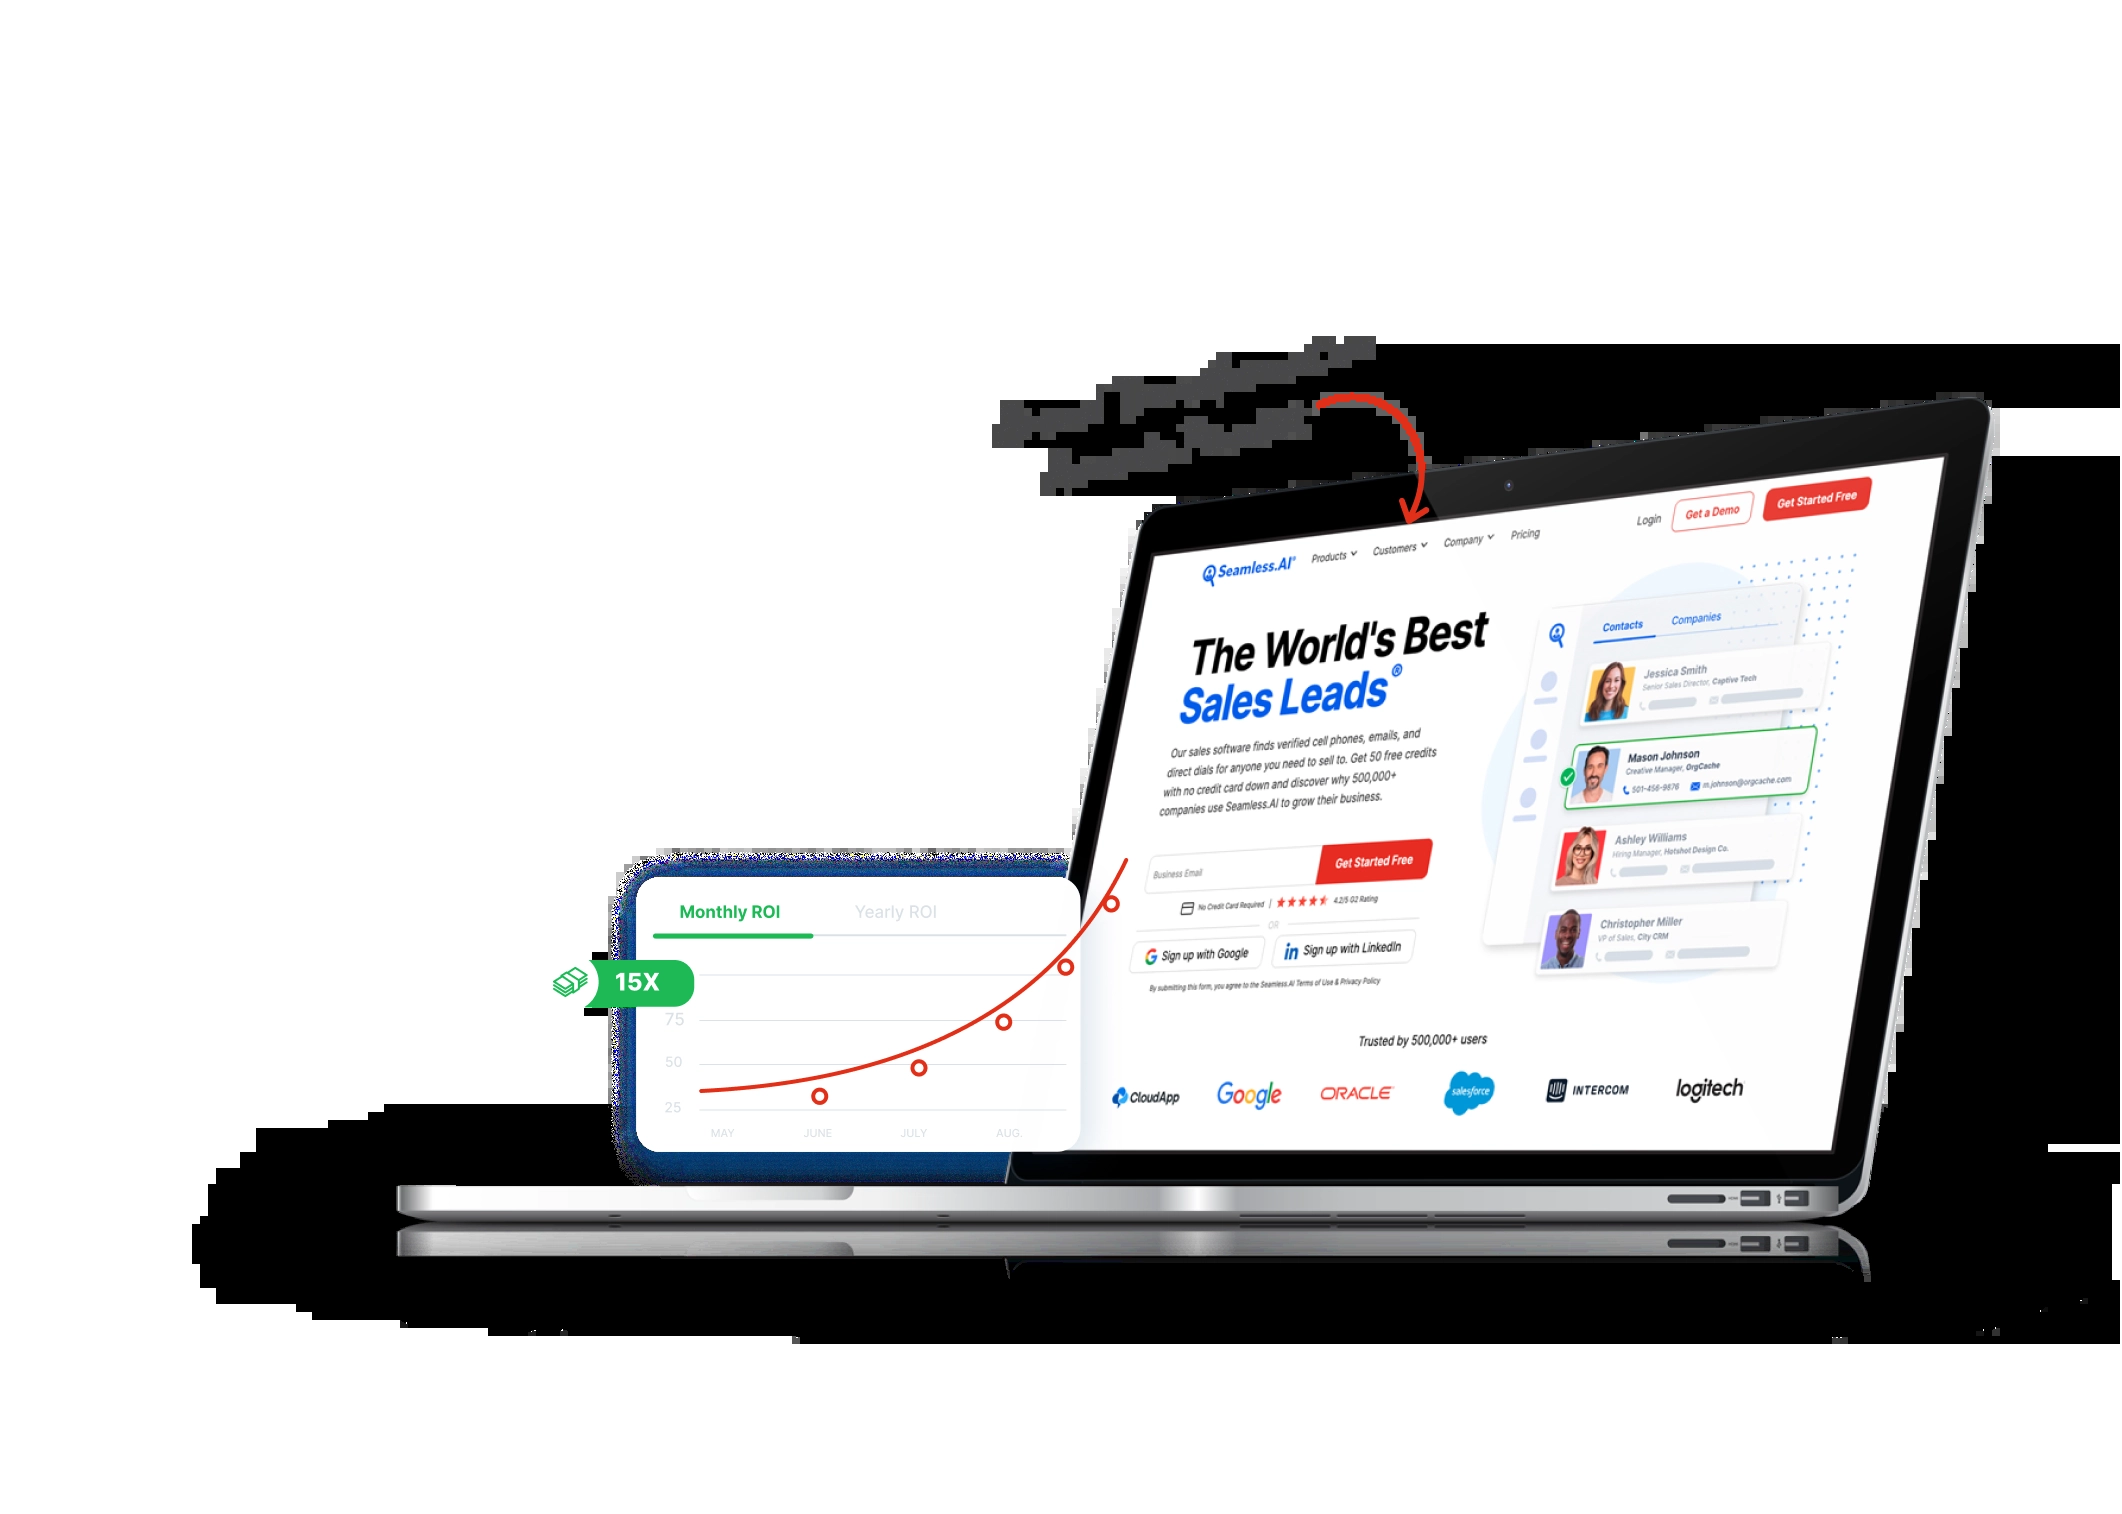 Seamless.AI®
Products
Customers
Company
Pricing
Login
Get a Demo
Get Started Free
The World's Best
Sales Leads®
Our sales software finds verified cell phones, emails, and
direct dials for anyone you need to sell to. Get 50 free credits
with no credit card down and discover why 500,000+
companies use Seamless.AI to grow their business.
Business Email
Get Started Free
No Credit Card Required | 4.2/5 G2 Rating
OR
Sign up with Google
in Sign up with LinkedIn
By submitting this form, you agree to the Seamless.AI Terms of Use & Privacy Policy
Contacts
Companies
Jessica Smith
Senior Sales Director, Captive Tech
Mason Johnson
Creative Manager, OrgCache
501-456-9876
m.johnson@orgcache.com
Ashley Williams
Hiring Manager, Hotshot Design Co.
Christopher Miller
VP of Sales, City CRM
Trusted by 500,000+ users
CloudApp
Google
ORACLE
salesforce
INTERCOM
logitech
Monthly ROI
Yearly ROI
15X
75
50
25
MAY
JUNE
JULY
AUG.